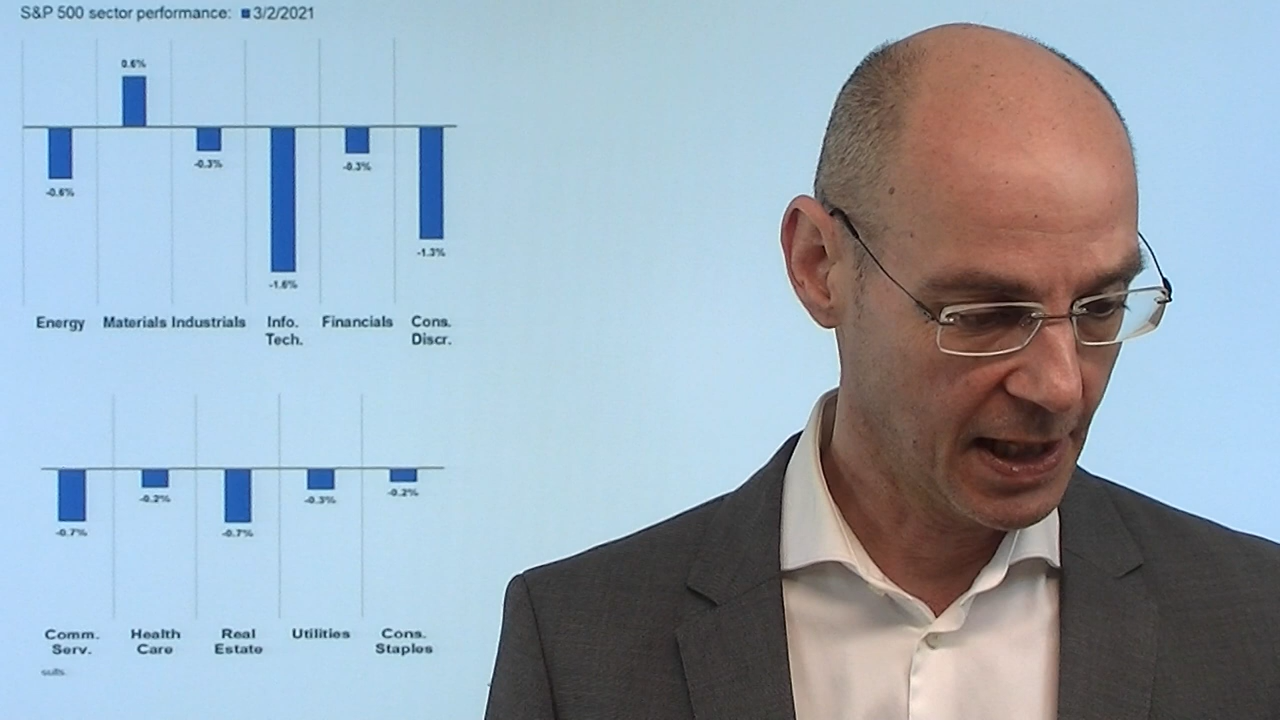 S&P 500 sector performance: 3/2/2021
0.6%
-0.6%
-0.3%
-1.6%
-0.3%
-1.3%
Energy Materials Industrials Info. Tech. Financials Cons. Discr.
-0.7%
-0.2%
-0.7%
-0.3%
-0.2%
Comm. Serv. Health Care Real Estate Utilities Cons. Staples
sults.